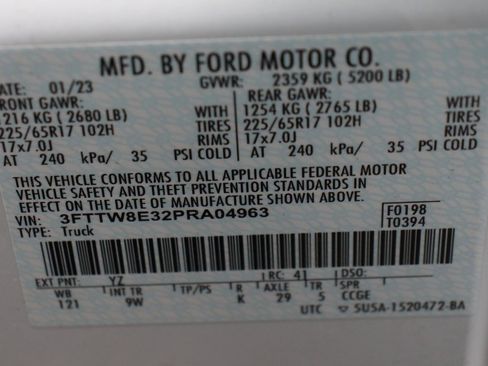 MFD. BY FORD MOTOR CO.
DATE: 01/23 GVWR: 2359 KG ( 5200 LB)
FRONT GAWR: REAR GAWR:
1216 KG ( 2680 LB) WITH 1254 KG ( 2765 LB) WITH
225/65R17 102H TIRES 225/65R17 102H TIRES
17x7.0J RIMS 17x7.0J RIMS
AT 240 kPa/ 35 PSI COLD AT 240 kPa/ 35 PSI COLD
THIS VEHICLE CONFORMS TO ALL APPLICABLE FEDERAL MOTOR
VEHICLE SAFETY AND THEFT PREVENTION STANDARDS IN
EFFECT ON THE DATE OF MANUFACTURE SHOWN ABOVE.
VIN: 3FTTW8E32PRA04963 F0198
TYPE: Truck T0394
EXT PNT: YZ RC: 41 DSO:
WB INT TR TP/PS R AXLE TR SPR
121 9W K 29 5 CCGE
UTC 5USA-1520472-BA